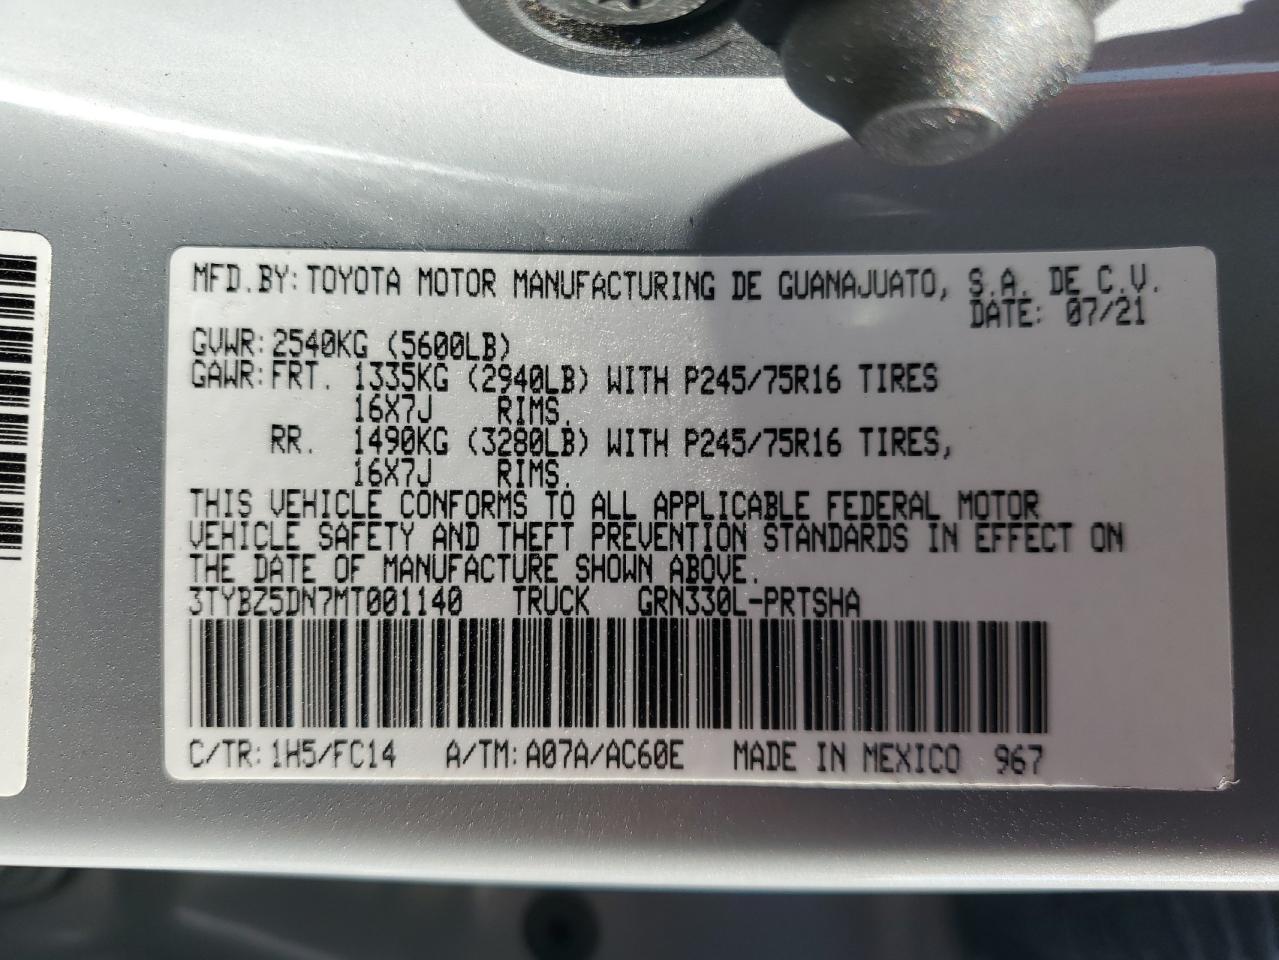 MFD.BY:TOYOTA MOTOR MANUFACTURING DE GUANAJUATO, S.A. DE C.V.
DATE: 07/21
GVWR:2540KG (5600LB)
GAWR:FRT. 1335KG (2940LB) WITH P245/75R16 TIRES
16X7J RIMS,
RR. 1490KG (3280LB) WITH P245/75R16 TIRES,
16X7J RIMS.
THIS VEHICLE CONFORMS TO ALL APPLICABLE FEDERAL MOTOR
VEHICLE SAFETY AND THEFT PREVENTION STANDARDS IN EFFECT ON
THE DATE OF MANUFACTURE SHOWN ABOVE.
3TYBZ5DN7MT001140 TRUCK GRN330L-PRTSHA
C/TR:1H5/FC14 A/TM:A07A/AC60E MADE IN MEXICO 967